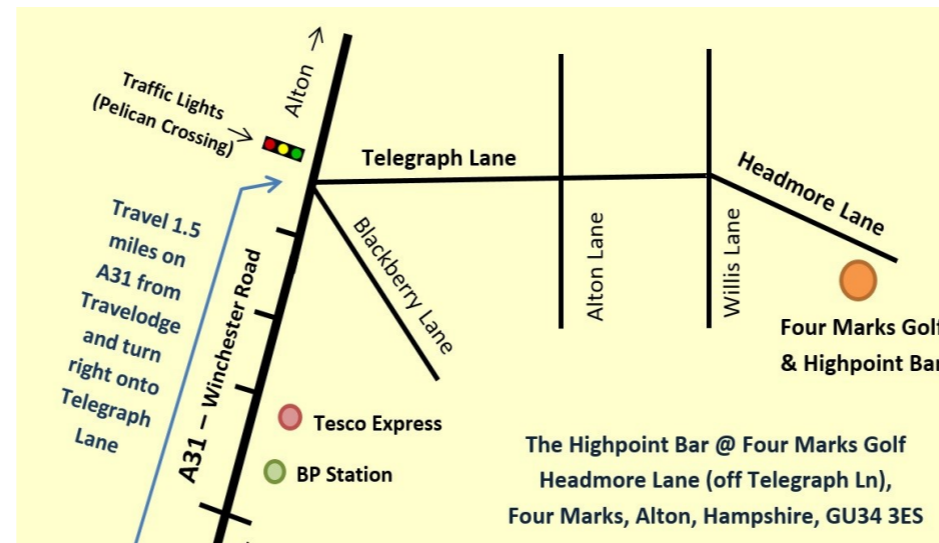 Alton
Traffic Lights
(Pelican Crossing)
Telegraph Lane
Headmore Lane
Travel 1.5
miles on
A31 from
Travelodge
and turn
right onto
Telegraph
Lane
A31 – Winchester Road
Blackberry Lane
Alton Lane
Willis Lane
Four Marks Golf
& Highpoint Bar
Tesco Express
BP Station
The Highpoint Bar @ Four Marks Golf
Headmore Lane (off Telegraph Ln),
Four Marks, Alton, Hampshire, GU34 3ES